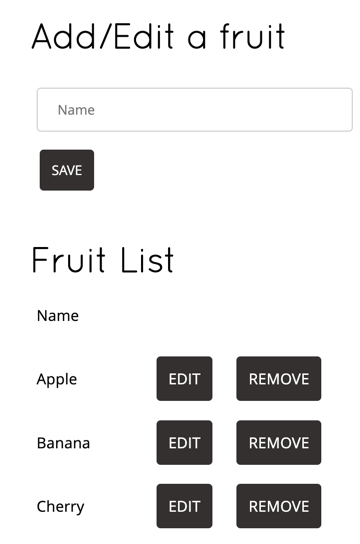 Add/Edit a fruit
Name
SAVE
Fruit List
Name
Apple EDIT REMOVE
Banana EDIT REMOVE
Cherry EDIT REMOVE